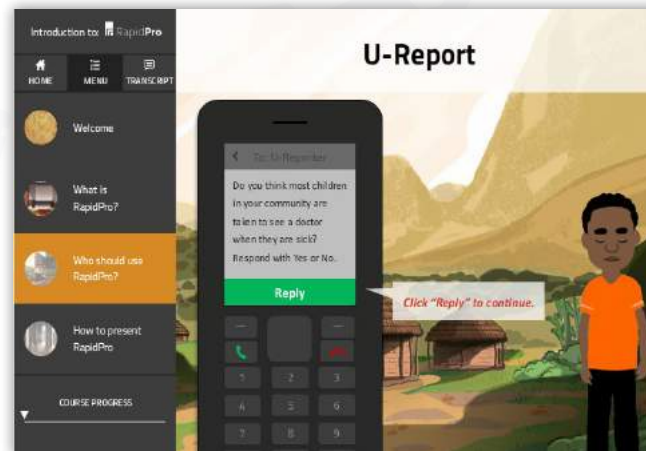 Introduction to: RapidPro
HOME
MENU
TRANSCRIPT
Welcome
What is
RapidPro?
Who should use
RapidPro?
How to present
RapidPro
COURSE PROGRESS
U-Report
To: U-Reporter
Do you think most children
in your community are
taken to see a doctor
when they are sick?
Respond with Yes or No.
Reply
Click "Reply" to continue.
1
2
3
4
5
6
7
8
9